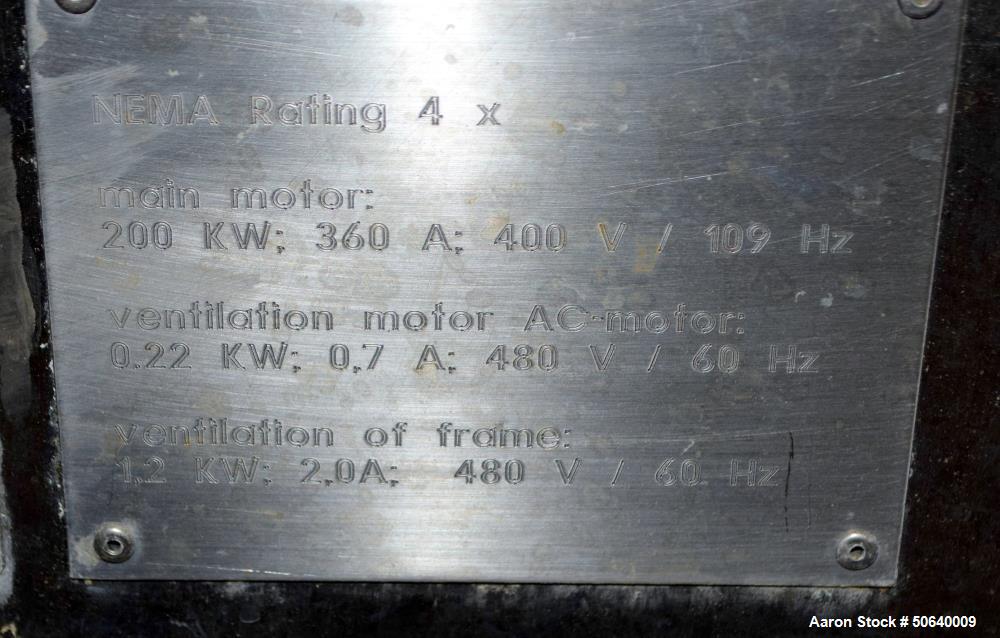 NEMA Rating 4 x
main motor:
200 KW; 360 A; 400 V / 109 Hz
ventilation motor AC-motor:
0.22 KW; 0,7 A; 480 V / 60 Hz
ventilation of frame:
1,2 KW; 2,0A; 480 V / 60 Hz
Aaron Stock # 50640009